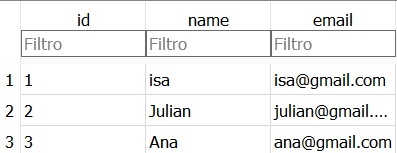 id name email
Filtro Filtro Filtro
1 1 isa isa@gmail.com
2 2 Julian julian@gmail....
3 3 Ana ana@gmail.com